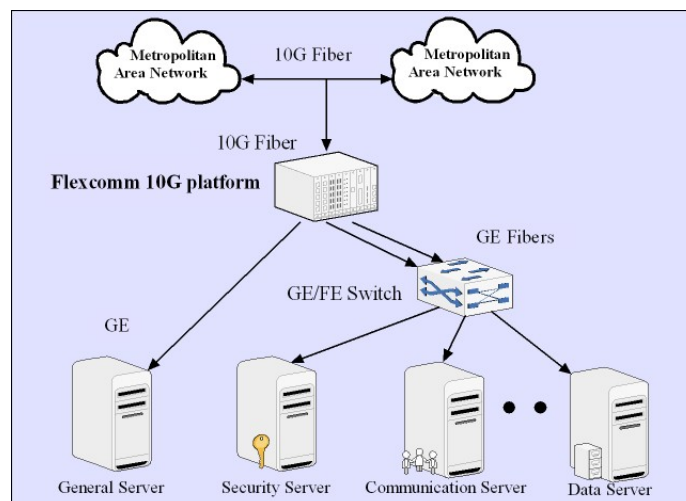 Metropolitan
Area Network
10G Fiber
Metropolitan
Area Network
10G Fiber
Flexcomm 10G platform
GE Fibers
GE/FE Switch
GE
General Server
Security Server
Communication Server
Data Server